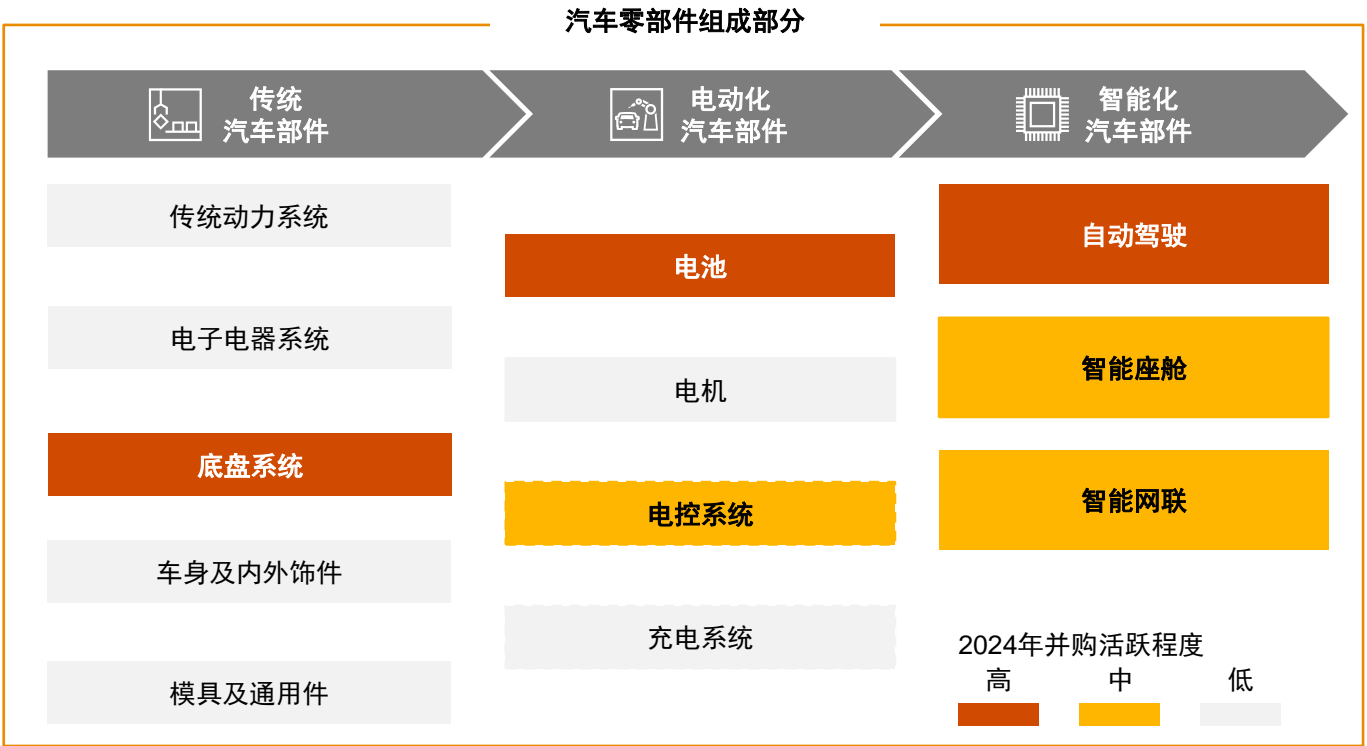 汽车零部件组成部分
传统
汽车部件
电动化
汽车部件
智能化
汽车部件
传统动力系统
电子电器系统
底盘系统
车身及内外饰件
模具及通用件
电池
电机
电控系统
充电系统
自动驾驶
智能座舱
智能网联
2024年并购活跃程度
高 中 低